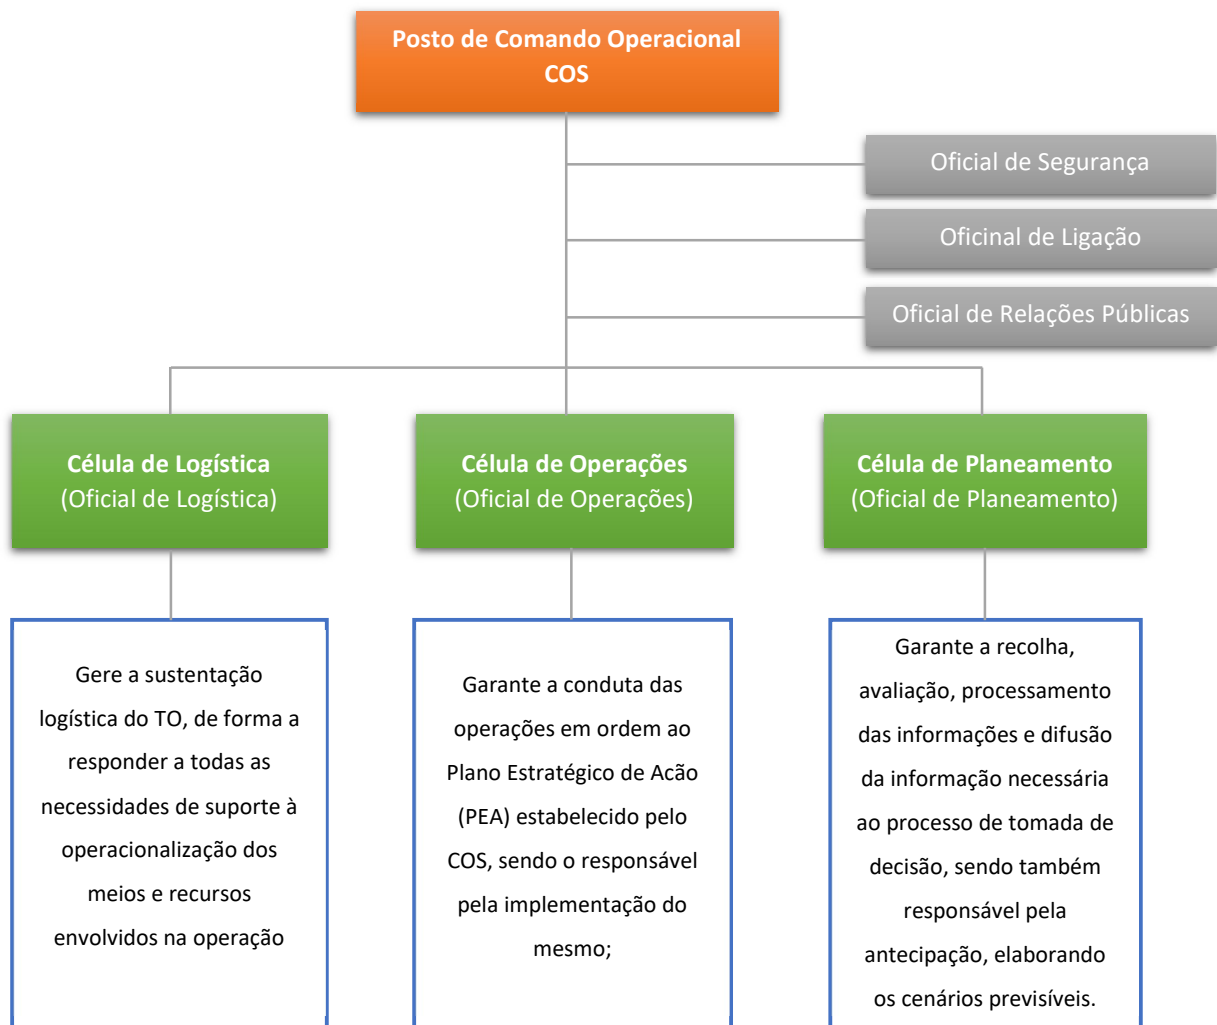 Posto de Comando Operacional
COS
Oficial de Segurança
Oficinal de Ligação
Oficial de Relações Públicas
Célula de Logística
(Oficial de Logística)
Célula de Operações
(Oficial de Operações)
Célula de Planeamento
(Oficial de Planeamento)
Gere a sustentação
logística do TO, de forma a
responder a todas as
necessidades de suporte à
operacionalização dos
meios e recursos
envolvidos na operação
Garante a conduta das
operações em ordem ao
Plano Estratégico de Acão
(PEA) estabelecido pelo
COS, sendo o responsável
pela implementação do
mesmo;
Garante a recolha,
avaliação, processamento
das informações e difusão
da informação necessária
ao processo de tomada de
decisão, sendo também
responsável pela
antecipação, elaborando
os cenários previsíveis.